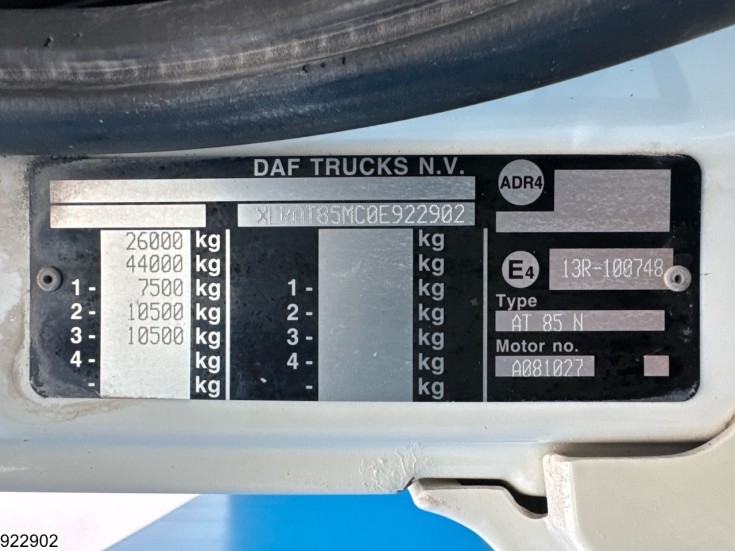 DAF TRUCKS N.V.
ADR4
XLRAT85MC0E922902
26000 kg
44000 kg
1- 7500 kg
2- 10500 kg
3- 10500 kg
4- kg
- kg
kg
kg
1- kg
2- kg
3- kg
4- kg
- kg
E4 13R-100748
Type
AT 85 N
Motor no.
A081027
922902